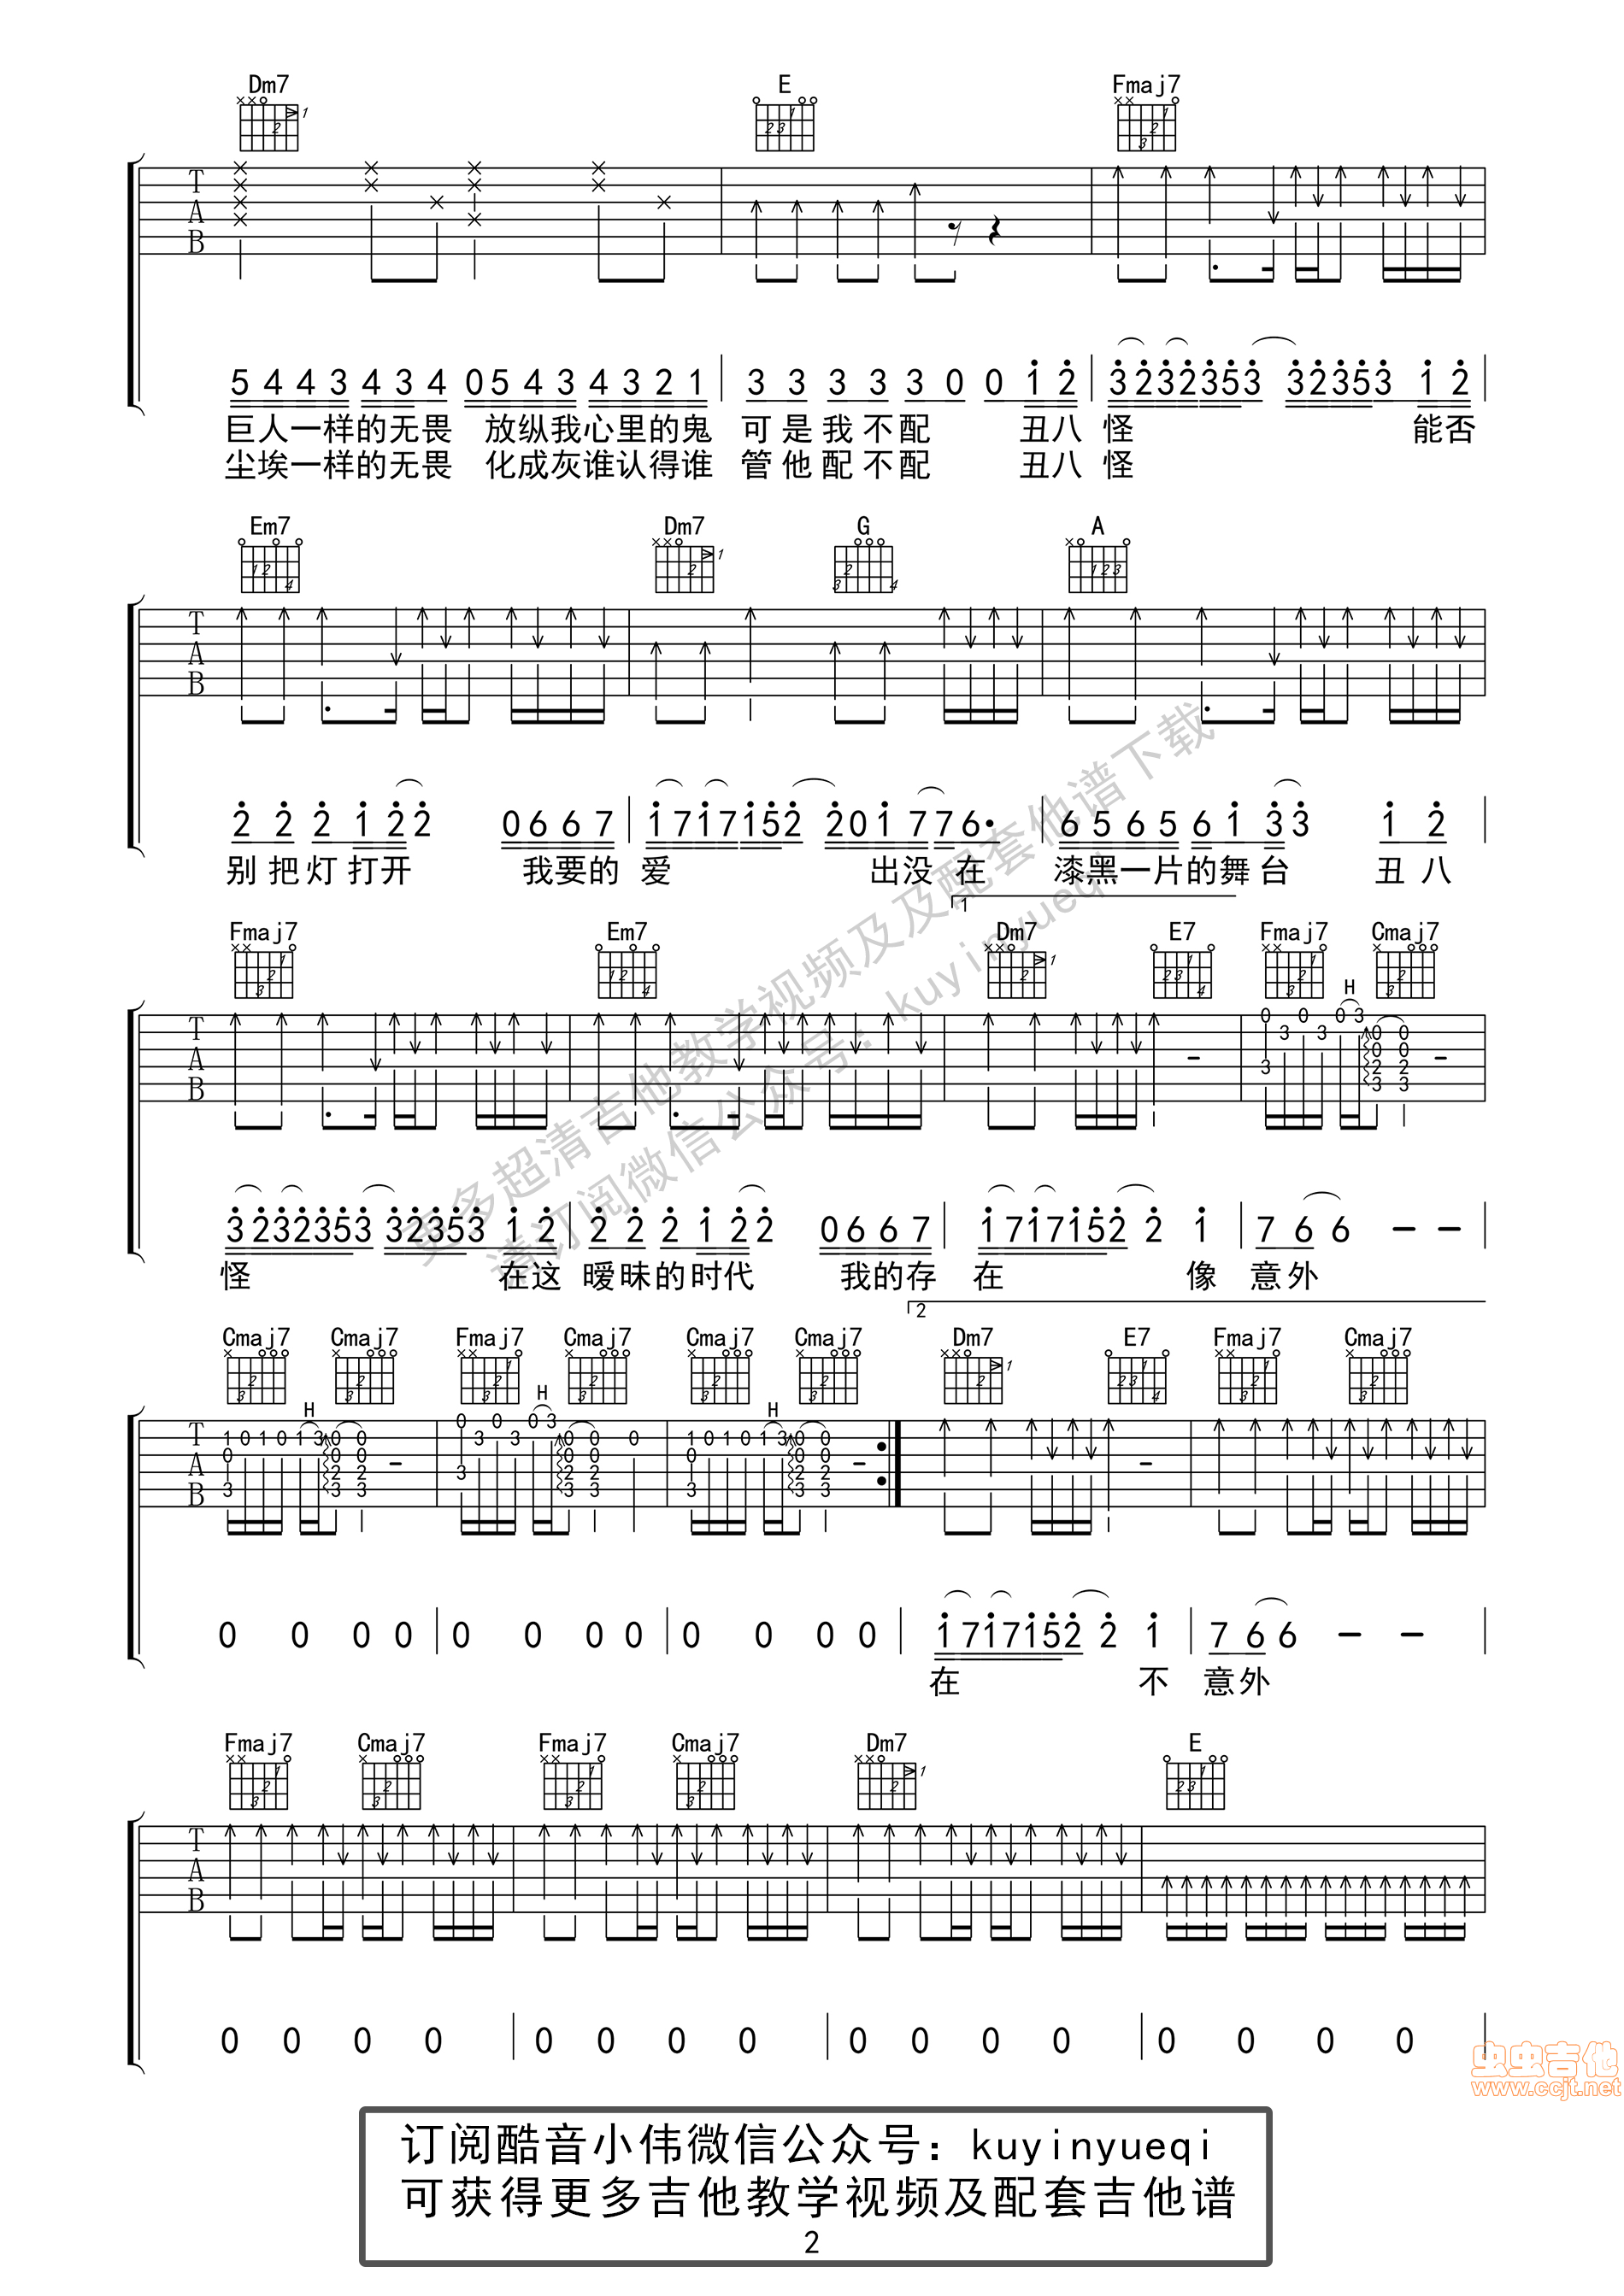 Dm7 E Fmaj7
5 4 4 3 4 3 4 0 5 4 3 4 3 2 1 3 3 3 3 3 0 0 1 2 3 2 3 2 3 5 3 3 2 3 5 3 1 2
巨人一样的无畏 放纵我心里的鬼 可是我不配 丑八怪 能否
尘埃一样的无畏 化成灰谁认得谁 管他配不配 丑八怪
Em7 Dm7 G A
2 2 2 1 2 2 0 6 6 7 1 7 1 7 1 5 2 2 0 1 7 7 6· 6 5 6 5 6 1 3 3 1 2
别把灯打开 我要的爱 出没在 漆黑一片的舞台 丑八
1
Fmaj7 Em7 Dm7 E7 Fmaj7 Cmaj7
H
3 2 3 2 3 5 3 3 2 3 5 3 1 2 2 2 2 1 2 2 0 6 6 7 1 7 1 7 1 5 2 2 1 7 6 6 - -
怪 在这暧昧的时代 我的存在 像意外
2
Cmaj7 Cmaj7 Fmaj7 Cmaj7 Cmaj7 Cmaj7 Dm7 E7 Fmaj7 Cmaj7
H H H
0 0 0 0 0 0 0 0 0 0 0 0 1 7 1 7 1 5 2 2 1 7 6 6 - -
在 不意外
Fmaj7 Cmaj7 Fmaj7 Cmaj7 Dm7 E
0 0 0 0 0 0 0 0 0 0 0 0 0 0 0 0
更多超清吉他教学视频及及配套他谱下载
请订阅微信公众号：kuyinyueqi
虫虫吉他
www.ccjt.net
订阅酷音小伟微信公众号：kuyinyueqi
可获得更多吉他教学视频及配套吉他谱
2